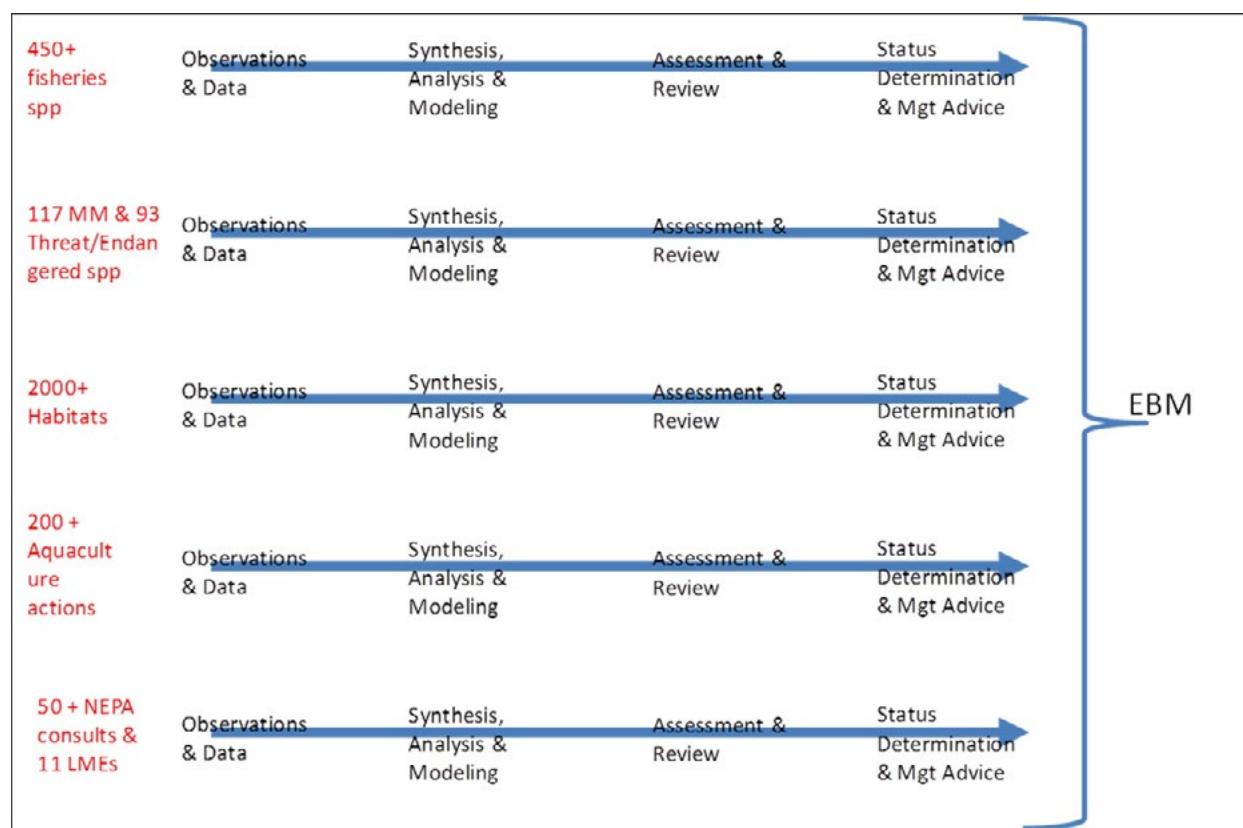 450+
fisheries
spp
Observations
& Data
Synthesis,
Analysis &
Modeling
Assessment &
Review
Status
Determination
& Mgt Advice
117 MM & 93
Threat/Endan
gered spp
Observations
& Data
Synthesis,
Analysis &
Modeling
Assessment &
Review
Status
Determination
& Mgt Advice
2000+
Habitats
Observations
& Data
Synthesis,
Analysis &
Modeling
Assessment &
Review
Status
Determination
& Mgt Advice
EBM
200 +
Aquacult
ure
actions
Observations
& Data
Synthesis,
Analysis &
Modeling
Assessment &
Review
Status
Determination
& Mgt Advice
50 + NEPA
consults &
11 LMEs
Observations
& Data
Synthesis,
Analysis &
Modeling
Assessment &
Review
Status
Determination
& Mgt Advice